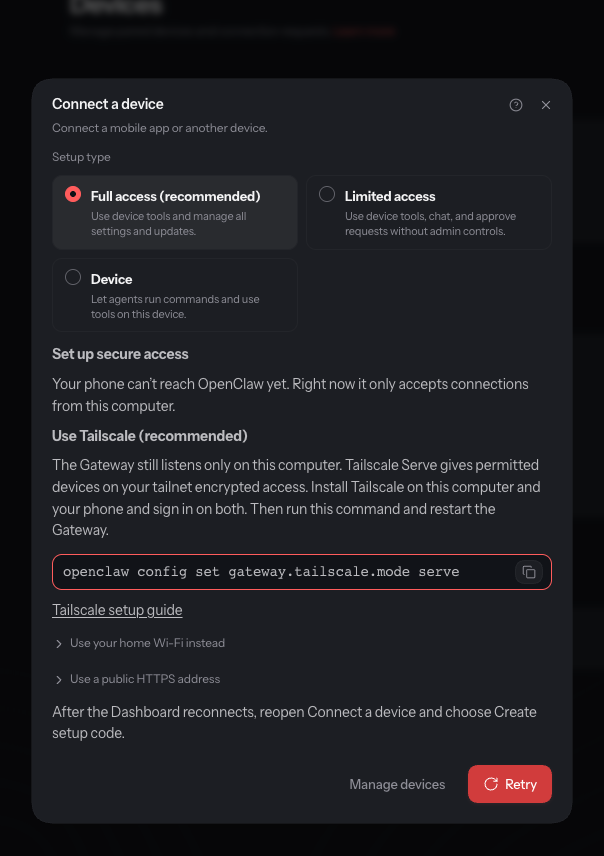 Devices
Connect a device
Connect a mobile app or another device.
Setup type
Full access (recommended)
Use device tools and manage all
settings and updates.
Limited access
Use device tools, chat, and approve
requests without admin controls.
Device
Let agents run commands and use
tools on this device.
Set up secure access
Your phone can't reach OpenClaw yet. Right now it only accepts connections
from this computer.
Use Tailscale (recommended)
The Gateway still listens only on this computer. Tailscale Serve gives permitted
devices on your tailnet encrypted access. Install Tailscale on this computer and
your phone and sign in on both. Then run this command and restart the
Gateway.
openclaw config set gateway.tailscale.mode serve
Tailscale setup guide
Use your home Wi-Fi instead
Use a public HTTPS address
After the Dashboard reconnects, reopen Connect a device and choose Create
setup code.
Manage devices
Retry